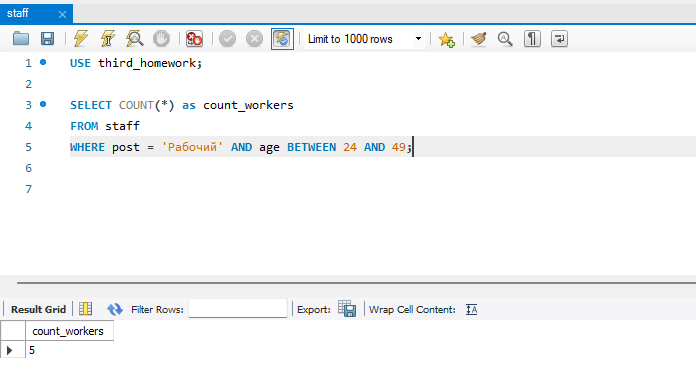 staff
Limit to 1000 rows
1 USE third_homework;
2
3 SELECT COUNT(*) as count_workers
4 FROM staff
5 WHERE post = 'Рабочий' AND age BETWEEN 24 AND 49;
6
7
Result Grid Filter Rows: Export: Wrap Cell Content:
count_workers
5